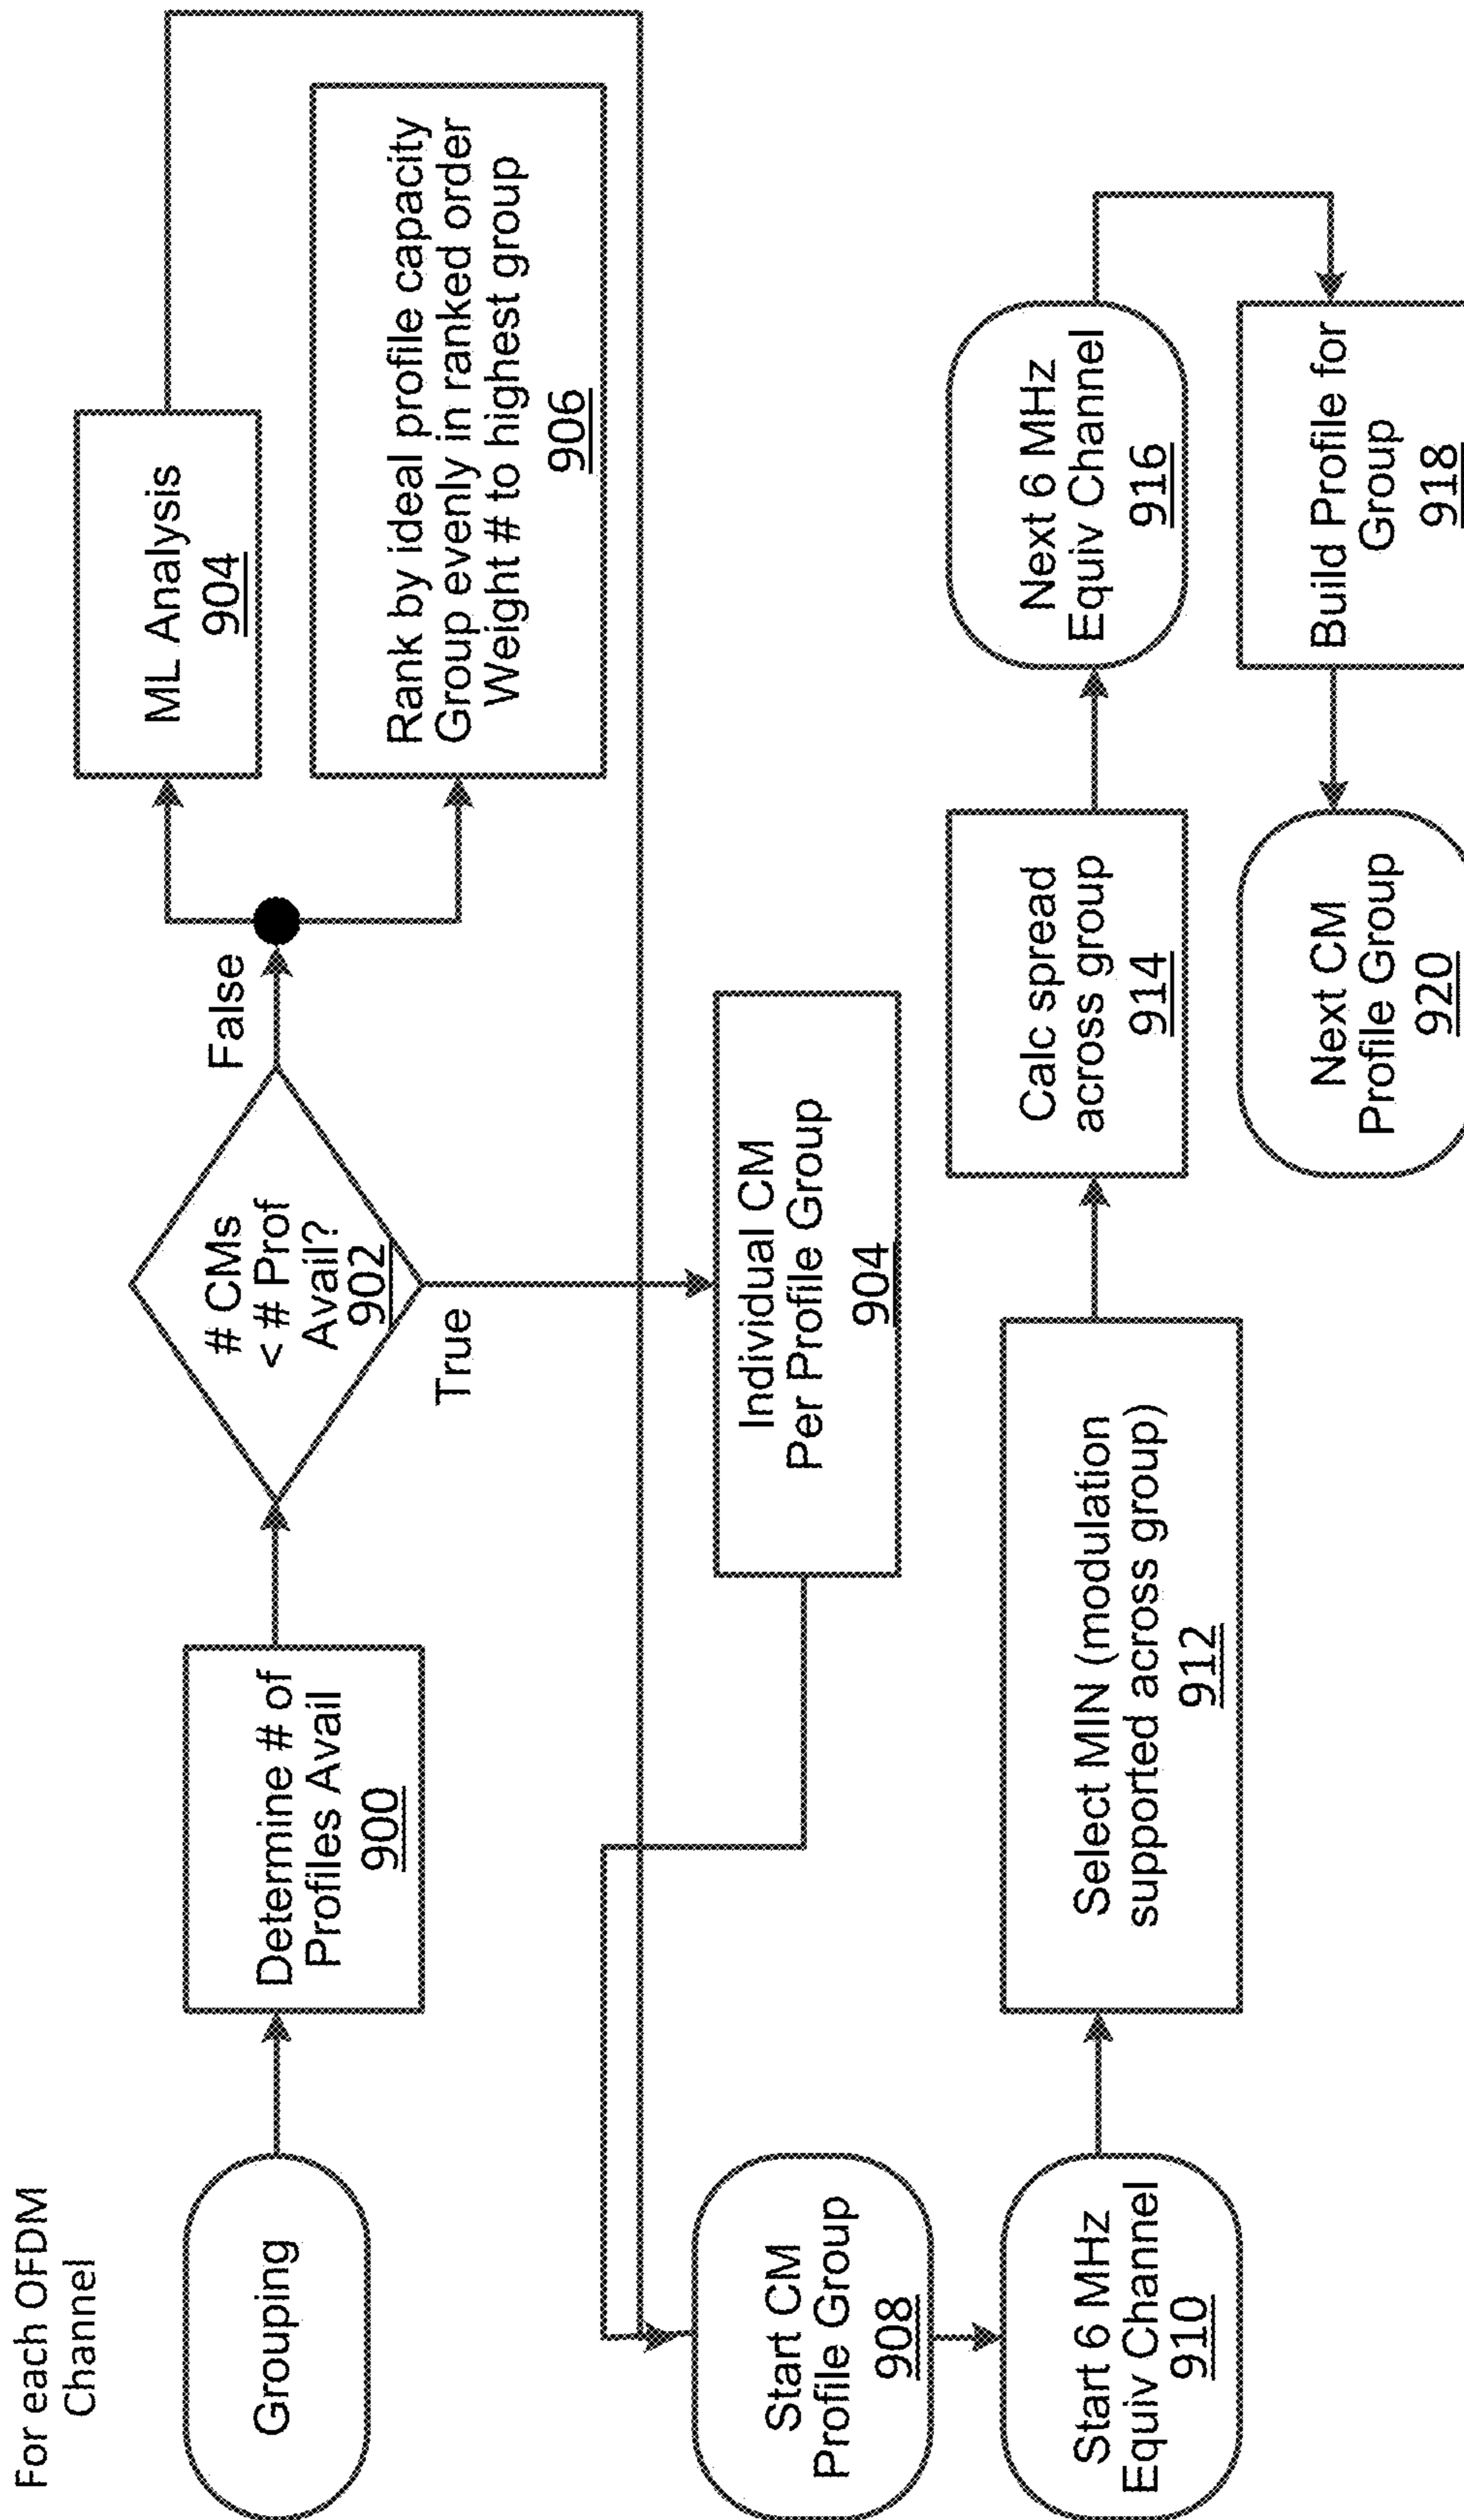 For each OFDM
Channel
Grouping
Determine # of
Profiles Avail
900
# CMs
< # Prof
Avail?
902
False
True
ML Analysis
904
Rank by ideal profile capacity
Group evenly in ranked order
Weight # to highest group
906
Individual CM
Per Profile Group
904
Start CM
Profile Group
908
Start 6 MHz
Equiv Channel
910
Select MIN (modulation
supported across group)
912
Calc spread
across group
914
Next 6 MHz
Equiv Channel
916
Build Profile for
Group
918
Next CM
Profile Group
920